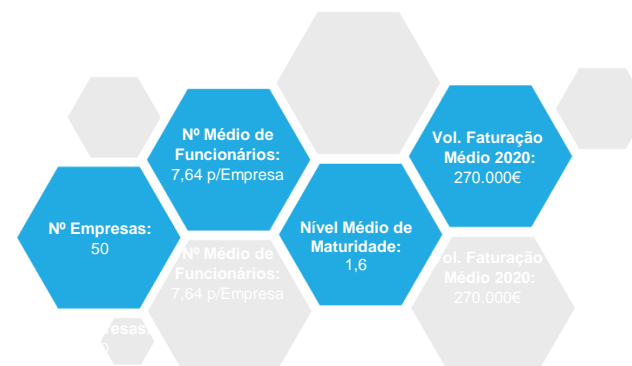 Nº Médio de
Funcionários:
7,64 p/Empresa
Vol. Faturação
Médio 2020:
270.000€
Nº Empresas:
50
Nível Médio de
Maturidade:
1,6
Nº Médio de
Funcionários:
7,64 p/Empresa
Vol. Faturação
Médio 2020:
270.000€